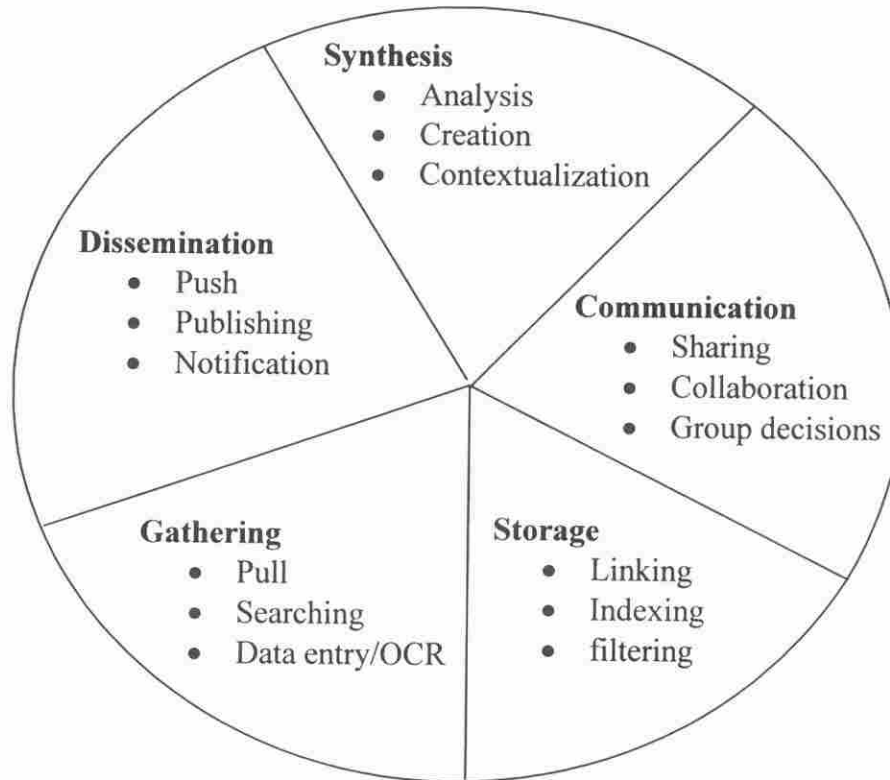 Synthesis
• Analysis
• Creation
• Contextualization
Communication
• Sharing
• Collaboration
• Group decisions
Storage
• Linking
• Indexing
• filtering
Gathering
• Pull
• Searching
• Data entry/OCR
Dissemination
• Push
• Publishing
• Notification